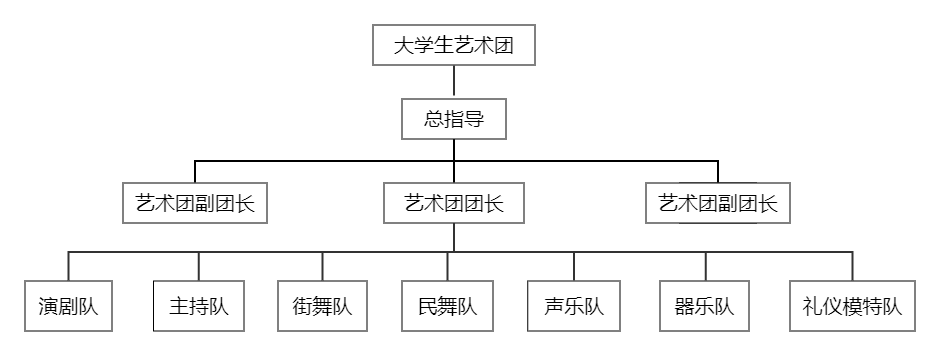 大学生艺术团
总指导
艺术团副团长
艺术团团长
艺术团副团长
演剧队
主持队
街舞队
民舞队
声乐队
器乐队
礼仪模特队